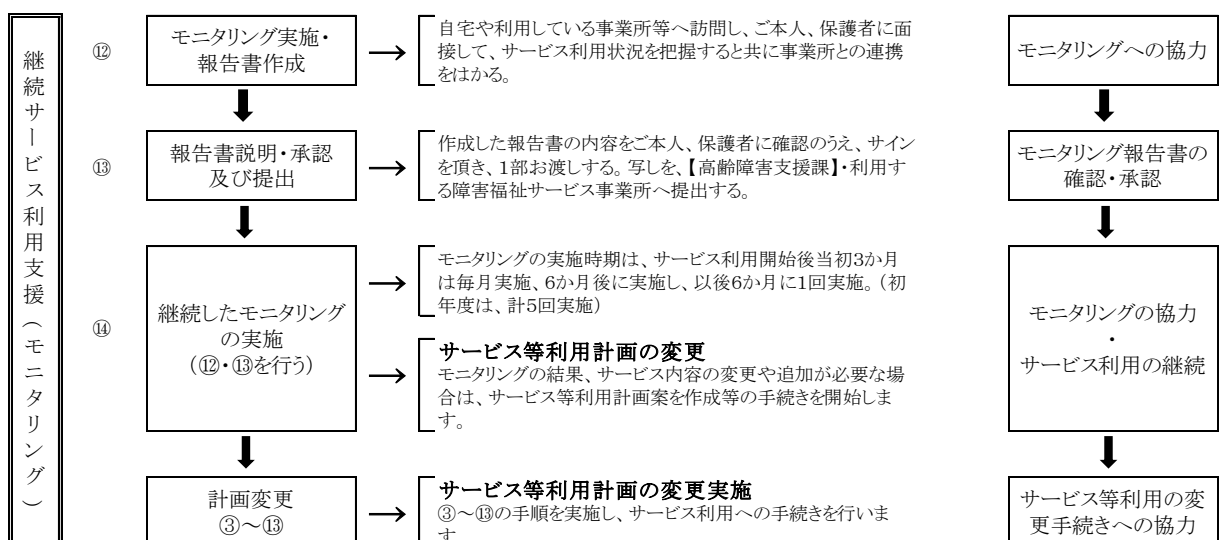 継続サービス利用支援（モニタリング）
⑫
モニタリング実施・
報告書作成
自宅や利用している事業所等へ訪問し、ご本人、保護者に面
接して、サービス利用状況を把握すると共に事業所との連携
をはかる。
モニタリングへの協力
⑬
報告書説明・承認
及び提出
作成した報告書の内容をご本人、保護者に確認のうえ、サイン
を頂き、1部お渡しする。写しを、【高齢障害支援課】・利用す
る障害福祉サービス事業所へ提出する。
モニタリング報告書の
確認・承認
⑭
継続したモニタリング
の実施
（⑫・⑬を行う）
モニタリングの実施時期は、サービス利用開始後当初3か月
は毎月実施、6か月後に実施し、以後6か月に1回実施。（初
年度は、計5回実施）
サービス等利用計画の変更
モニタリングの結果、サービス内容の変更や追加が必要な場
合は、サービス等利用計画案を作成等の手続きを開始しま
す。
モニタリングの協力
・
サービス利用の継続
計画変更
③～⑬
サービス等利用計画の変更実施
③～⑬の手順を実施し、サービス利用への手続きを行いま
す
サービス等利用の変
更手続きへの協力